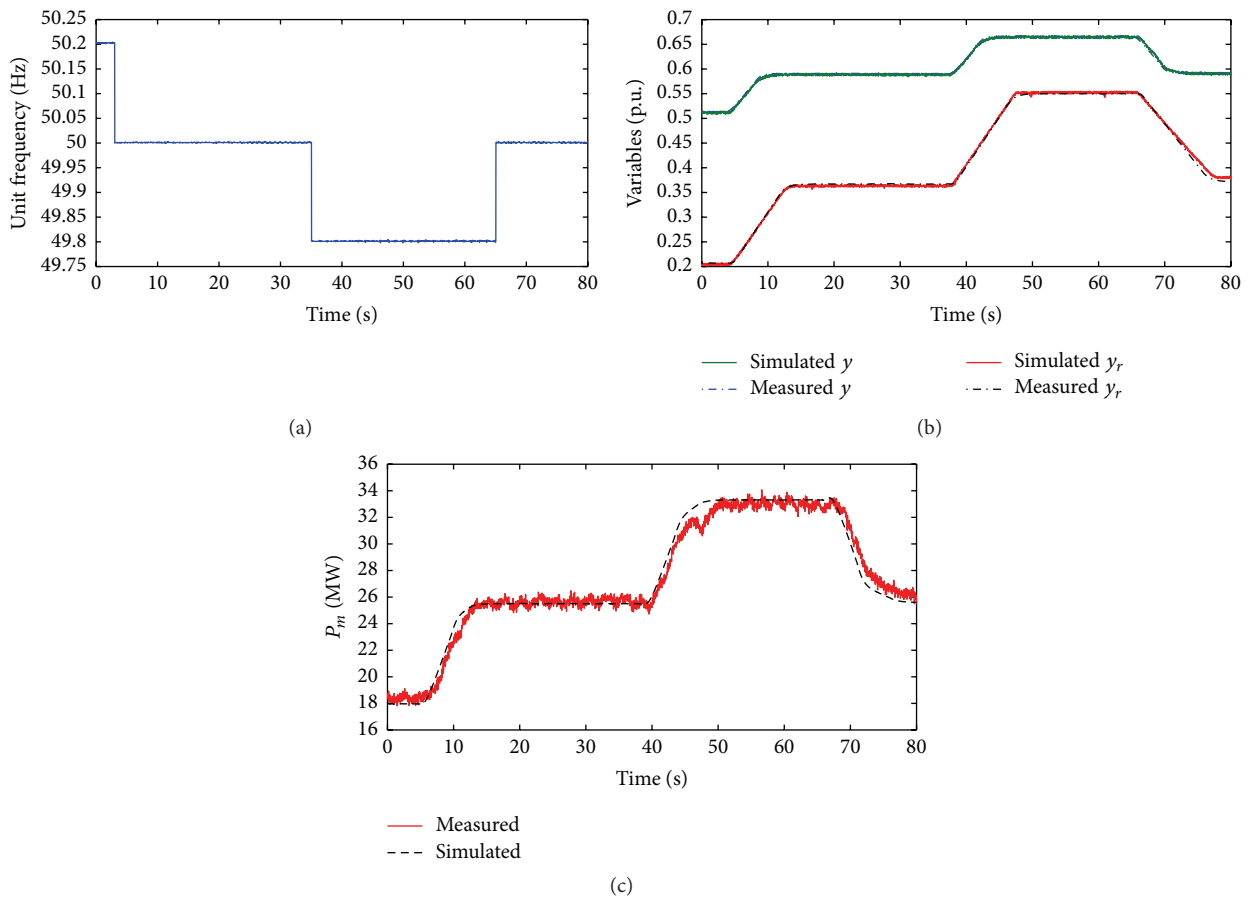 50.25
50.2
50.15
50.1
50.05
50
49.95
49.9
49.85
49.8
49.75
Unit frequency (Hz)
0 10 20 30 40 50 60 70 80
Time (s)
(a)
0.7
0.65
0.6
0.55
0.5
0.45
0.4
0.35
0.3
0.25
0.2
Variables (p.u.)
0 10 20 30 40 50 60 70 80
Time (s)
Simulated y
Measured y
Simulated y_r
Measured y_r
(b)
36
34
32
30
28
26
24
22
20
18
16
P_m (MW)
0 10 20 30 40 50 60 70 80
Time (s)
Measured
Simulated
(c)